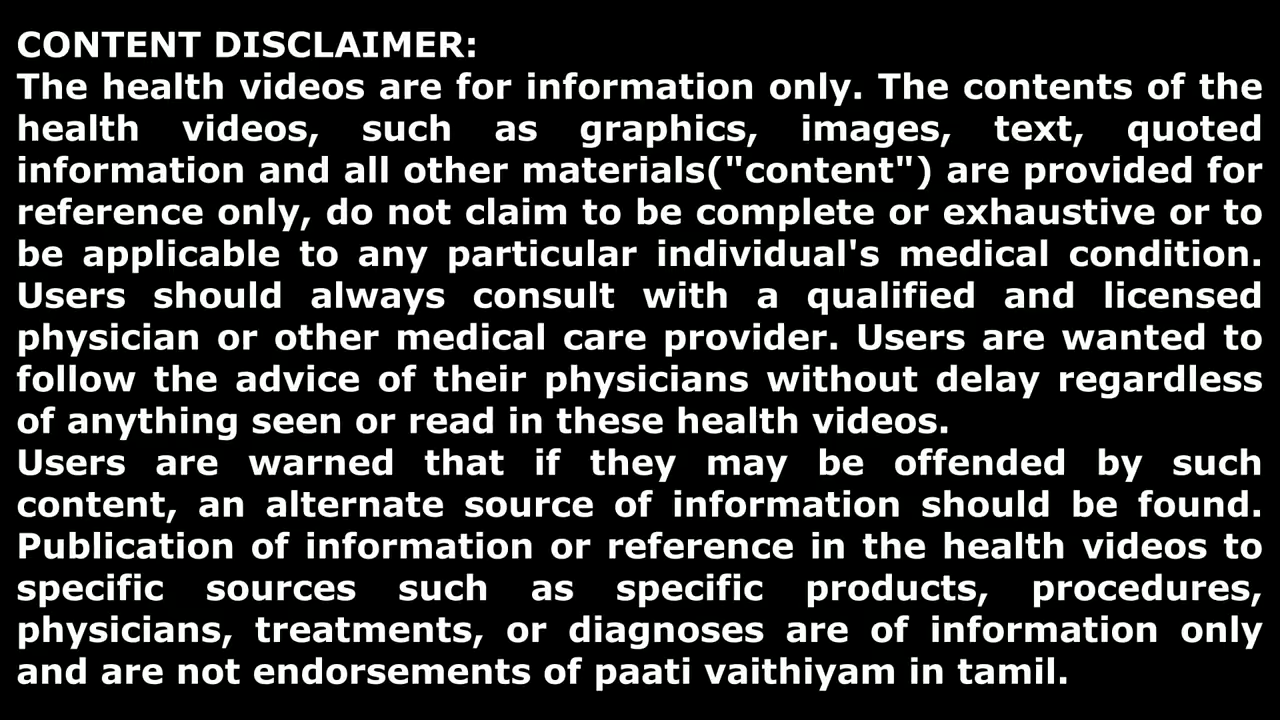 CONTENT DISCLAIMER:
The health videos are for information only. The contents of the
health videos, such as graphics, images, text, quoted
information and all other materials("content") are provided for
reference only, do not claim to be complete or exhaustive or to
be applicable to any particular individual's medical condition.
Users should always consult with a qualified and licensed
physician or other medical care provider. Users are wanted to
follow the advice of their physicians without delay regardless
of anything seen or read in these health videos.
Users are warned that if they may be offended by such
content, an alternate source of information should be found.
Publication of information or reference in the health videos to
specific sources such as specific products, procedures,
physicians, treatments, or diagnoses are of information only
and are not endorsements of paati vaithiyam in tamil.